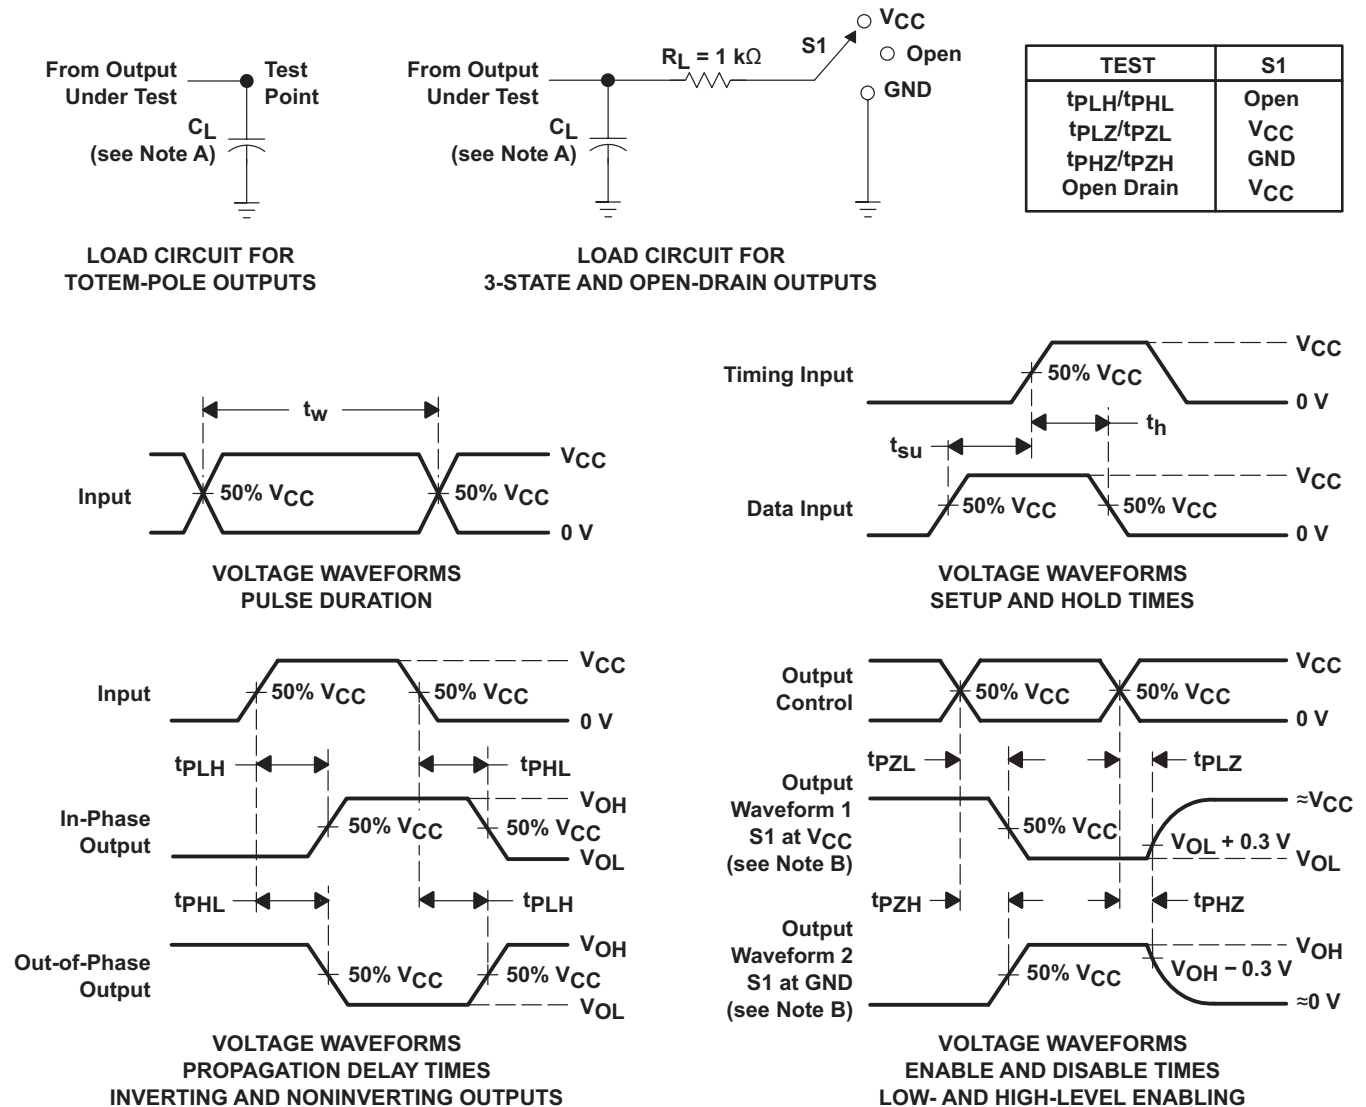 From Output
Under Test
Test
Point
CL
(see Note A)
LOAD CIRCUIT FOR
TOTEM-POLE OUTPUTS
From Output
Under Test
RL = 1 kΩ
S1
VCC
Open
GND
CL
(see Note A)
LOAD CIRCUIT FOR
3-STATE AND OPEN-DRAIN OUTPUTS
TEST S1
tPLH/tPHL Open
tPLZ/tPZL VCC
tPHZ/tPZH GND
Open Drain VCC
tw
Input
50% VCC
50% VCC
VCC
0 V
VOLTAGE WAVEFORMS
PULSE DURATION
Timing Input
50% VCC
VCC
0 V
th
tsu
Data Input
50% VCC
50% VCC
VCC
0 V
VOLTAGE WAVEFORMS
SETUP AND HOLD TIMES
Input
50% VCC
50% VCC
VCC
0 V
tPLH
tPHL
In-Phase
Output
50% VCC
50% VCC
VOH
VOL
tPHL
tPLH
Out-of-Phase
Output
50% VCC
50% VCC
VOH
VOL
VOLTAGE WAVEFORMS
PROPAGATION DELAY TIMES
INVERTING AND NONINVERTING OUTPUTS
Output
Control
50% VCC
50% VCC
VCC
0 V
tPZL
tPLZ
Output
Waveform 1
S1 at VCC
(see Note B)
50% VCC
VOL + 0.3 V
≈VCC
VOL
tPZH
tPHZ
Output
Waveform 2
S1 at GND
(see Note B)
50% VCC
VOH − 0.3 V
VOH
≈0 V
VOLTAGE WAVEFORMS
ENABLE AND DISABLE TIMES
LOW- AND HIGH-LEVEL ENABLING